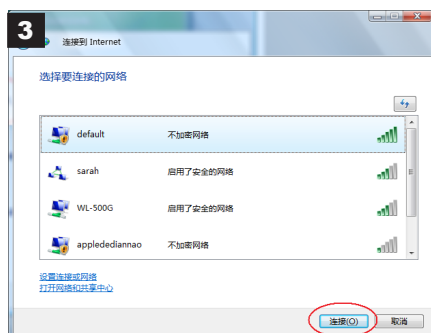 3
连接到 Internet
选择要连接的网络
default 不加密网络
sarah 启用了安全的网络
WL-500G 启用了安全的网络
appledediannao 不加密网络
设置连接或网络
打开网络和共享中心
连接(O) 取消